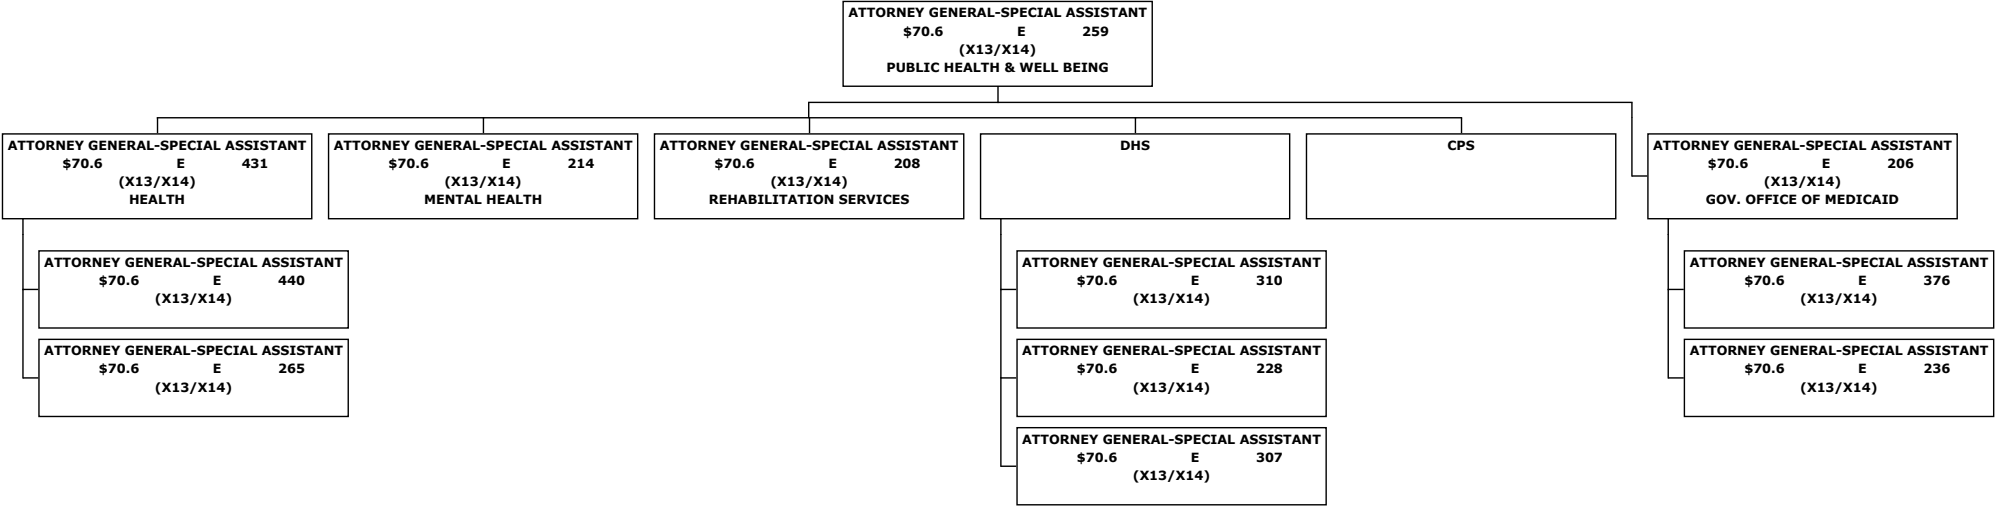 ATTORNEY GENERAL-SPECIAL ASSISTANT
$70.6 E 259
(X13/X14)
PUBLIC HEALTH & WELL BEING
ATTORNEY GENERAL-SPECIAL ASSISTANT
$70.6 E 431
(X13/X14)
HEALTH
ATTORNEY GENERAL-SPECIAL ASSISTANT
$70.6 E 214
(X13/X14)
MENTAL HEALTH
ATTORNEY GENERAL-SPECIAL ASSISTANT
$70.6 E 208
(X13/X14)
REHABILITATION SERVICES
DHS
CPS
ATTORNEY GENERAL-SPECIAL ASSISTANT
$70.6 E 206
(X13/X14)
GOV. OFFICE OF MEDICAID
ATTORNEY GENERAL-SPECIAL ASSISTANT
$70.6 E 440
(X13/X14)
ATTORNEY GENERAL-SPECIAL ASSISTANT
$70.6 E 265
(X13/X14)
ATTORNEY GENERAL-SPECIAL ASSISTANT
$70.6 E 310
(X13/X14)
ATTORNEY GENERAL-SPECIAL ASSISTANT
$70.6 E 228
(X13/X14)
ATTORNEY GENERAL-SPECIAL ASSISTANT
$70.6 E 307
(X13/X14)
ATTORNEY GENERAL-SPECIAL ASSISTANT
$70.6 E 376
(X13/X14)
ATTORNEY GENERAL-SPECIAL ASSISTANT
$70.6 E 236
(X13/X14)